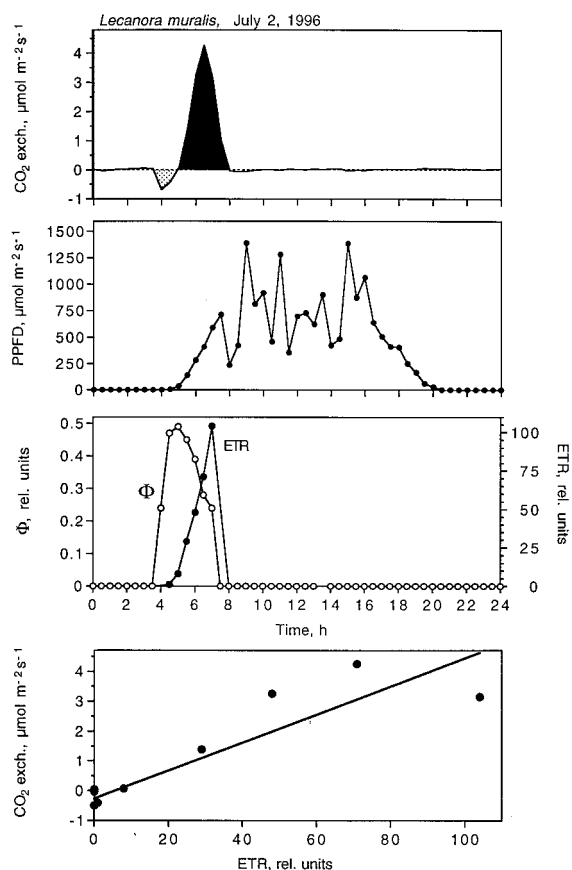 Lecanora muralis, July 2, 1996
CO₂ exch., µmol m⁻²s⁻¹
4
3
2
1
0
-1
PPFD, µmol m⁻²s⁻¹
1500
1250
1000
750
500
250
0
Φ, rel. units
0.5
0.4
0.3
0.2
0.1
0
Φ
ETR
100
75
50
25
0
ETR, rel. units
0 2 4 6 8 10 12 14 16 18 20 22 24
Time, h
CO₂ exch., µmol m⁻²s⁻¹
4
3
2
1
0
-1
0 20 40 60 80 100
ETR, rel. units